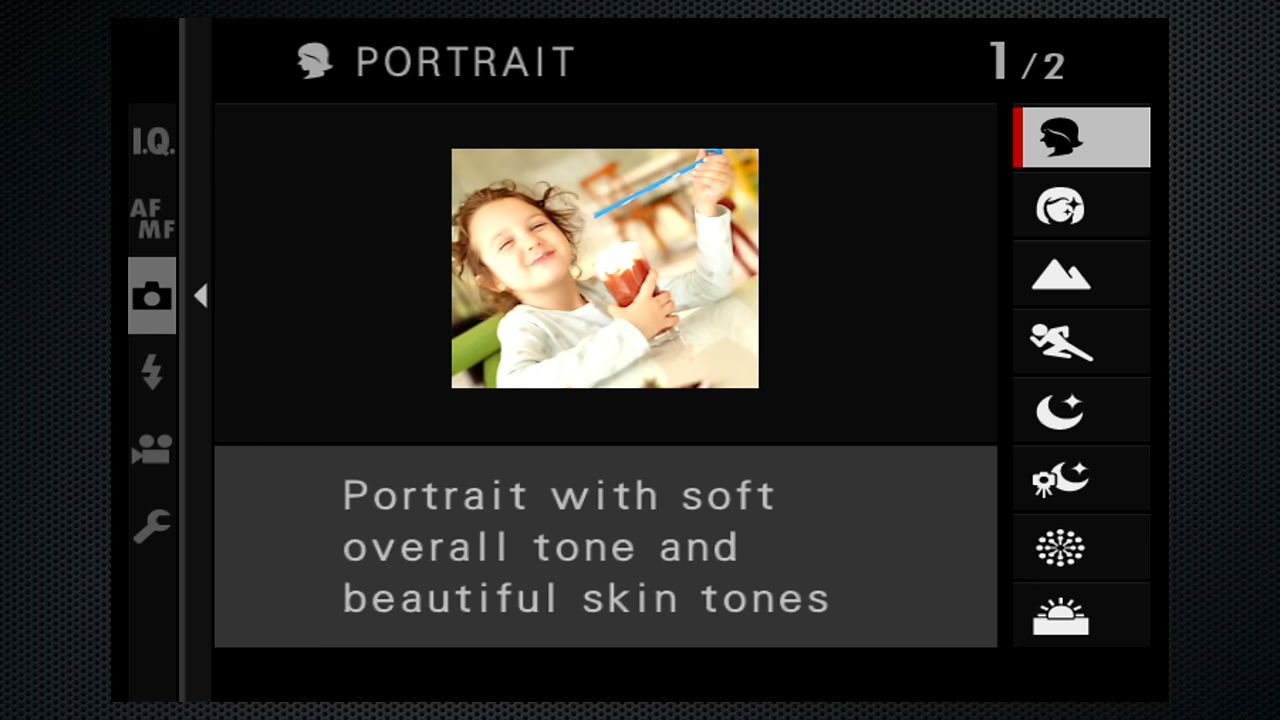 PORTRAIT
1/2
I.Q.
AF
MF
Portrait with soft
overall tone and
beautiful skin tones